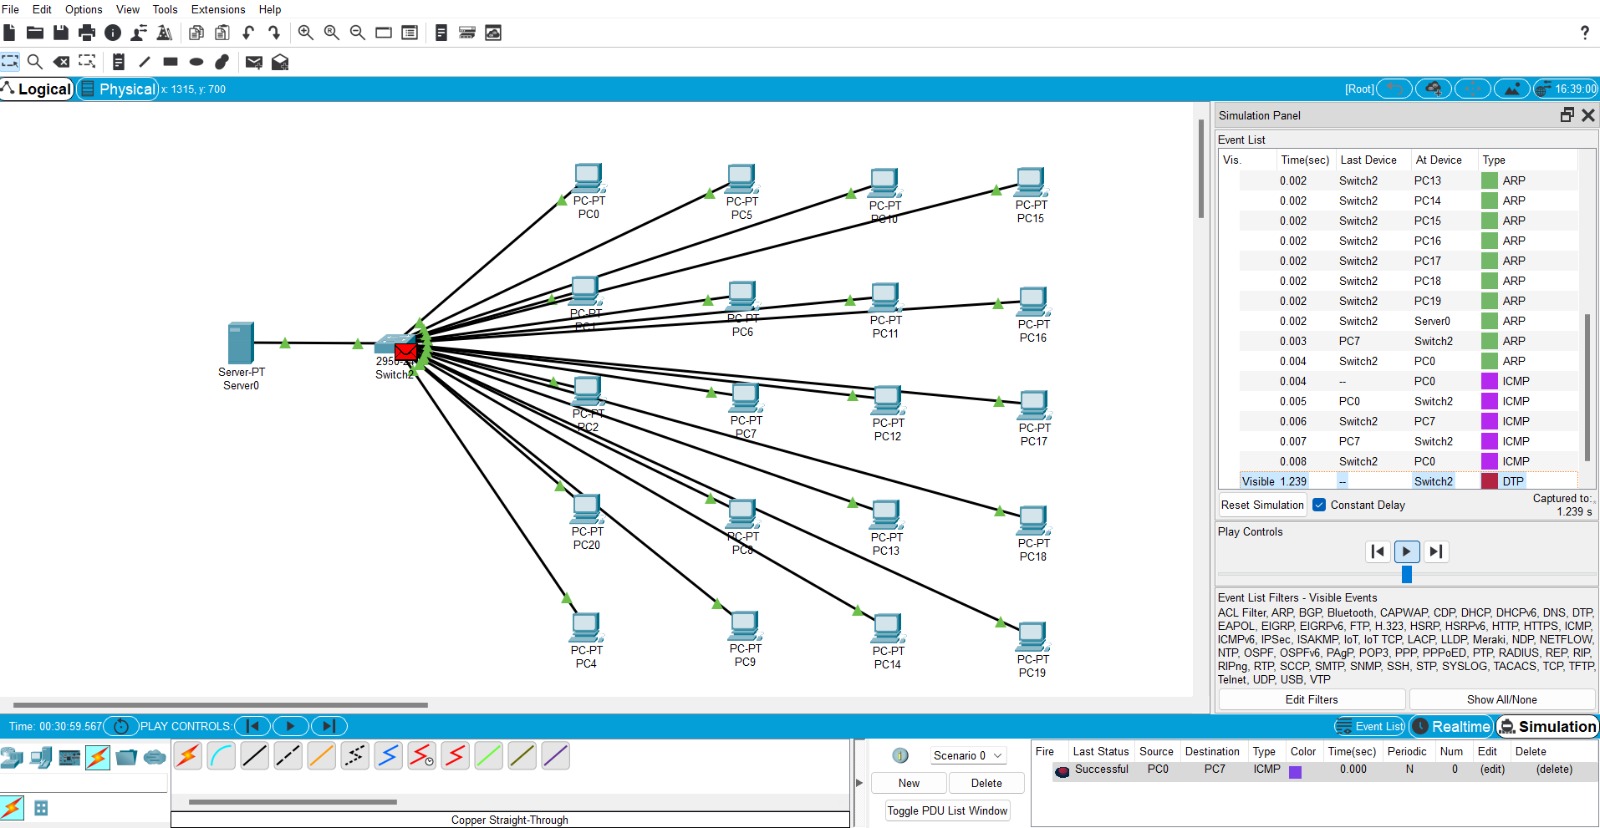 File Edit Options View Tools Extensions Help
?
Logical Physical x: 1315, y: 700 [Root] 16:39:00
Simulation Panel
Event List
Vis. Time(sec) Last Device At Device Type
0.002 Switch2 PC13 ARP
0.002 Switch2 PC14 ARP
0.002 Switch2 PC15 ARP
0.002 Switch2 PC16 ARP
0.002 Switch2 PC17 ARP
0.002 Switch2 PC18 ARP
0.002 Switch2 PC19 ARP
0.002 Switch2 Server0 ARP
0.003 PC7 Switch2 ARP
0.004 Switch2 PC0 ARP
0.004 -- PC0 ICMP
0.005 PC0 Switch2 ICMP
0.006 Switch2 PC7 ICMP
0.007 PC7 Switch2 ICMP
0.008 Switch2 PC0 ICMP
Visible 1.239 -- Switch2 DTP
Reset Simulation Constant Delay Captured to:
1.239 s
Play Controls
Event List Filters - Visible Events
ACL Filter, ARP, BGP, Bluetooth, CAPWAP, CDP, DHCP, DHCPv6, DNS, DTP,
EAPOL, EIGRP, EIGRPv6, FTP, H.323, HSRP, HSRPv6, HTTP, HTTPS, ICMP,
ICMPv6, IPSec, ISAKMP, IoT, IoT TCP, LACP, LLDP, Meraki, NDP, NETFLOW,
NTP, OSPF, OSPFv6, PAgP, POP3, PPP, PPPoED, PTP, RADIUS, REP, RIP,
RIPng, RTP, SCCP, SMTP, SNMP, SSH, STP, SYSLOG, TACACS, TCP, TFTP,
Telnet, UDP, USB, VTP
Edit Filters Show All/None
PC-PT
PC0
PC-PT
PC5
PC-PT
PC10
PC-PT
PC15
PC-PT
PC1
PC-PT
PC6
PC-PT
PC11
PC-PT
PC16
Server-PT
Server0
Switch2
PC-PT
PC2
PC-PT
PC7
PC-PT
PC12
PC-PT
PC17
PC-PT
PC20
PC-PT
PC8
PC-PT
PC13
PC-PT
PC18
PC-PT
PC4
PC-PT
PC9
PC-PT
PC14
PC-PT
PC19
Time: 00:30:59.567 PLAY CONTROLS: Event List Realtime Simulation
Scenario 0
New Delete
Toggle PDU List Window
Fire Last Status Source Destination Type Color Time(sec) Periodic Num Edit Delete
Successful PC0 PC7 ICMP 0.000 N 0 (edit) (delete)
Copper Straight-Through